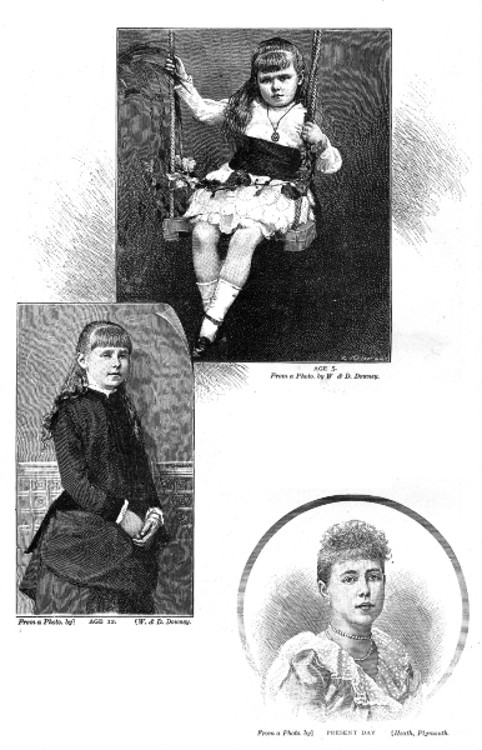 AGE 5.
From a Photo. by W. & D. Downey.
From a Photo. by] AGE 12. [W. & D. Downey.
From a Photo. by] PRESENT DAY [Heath, Plymouth.